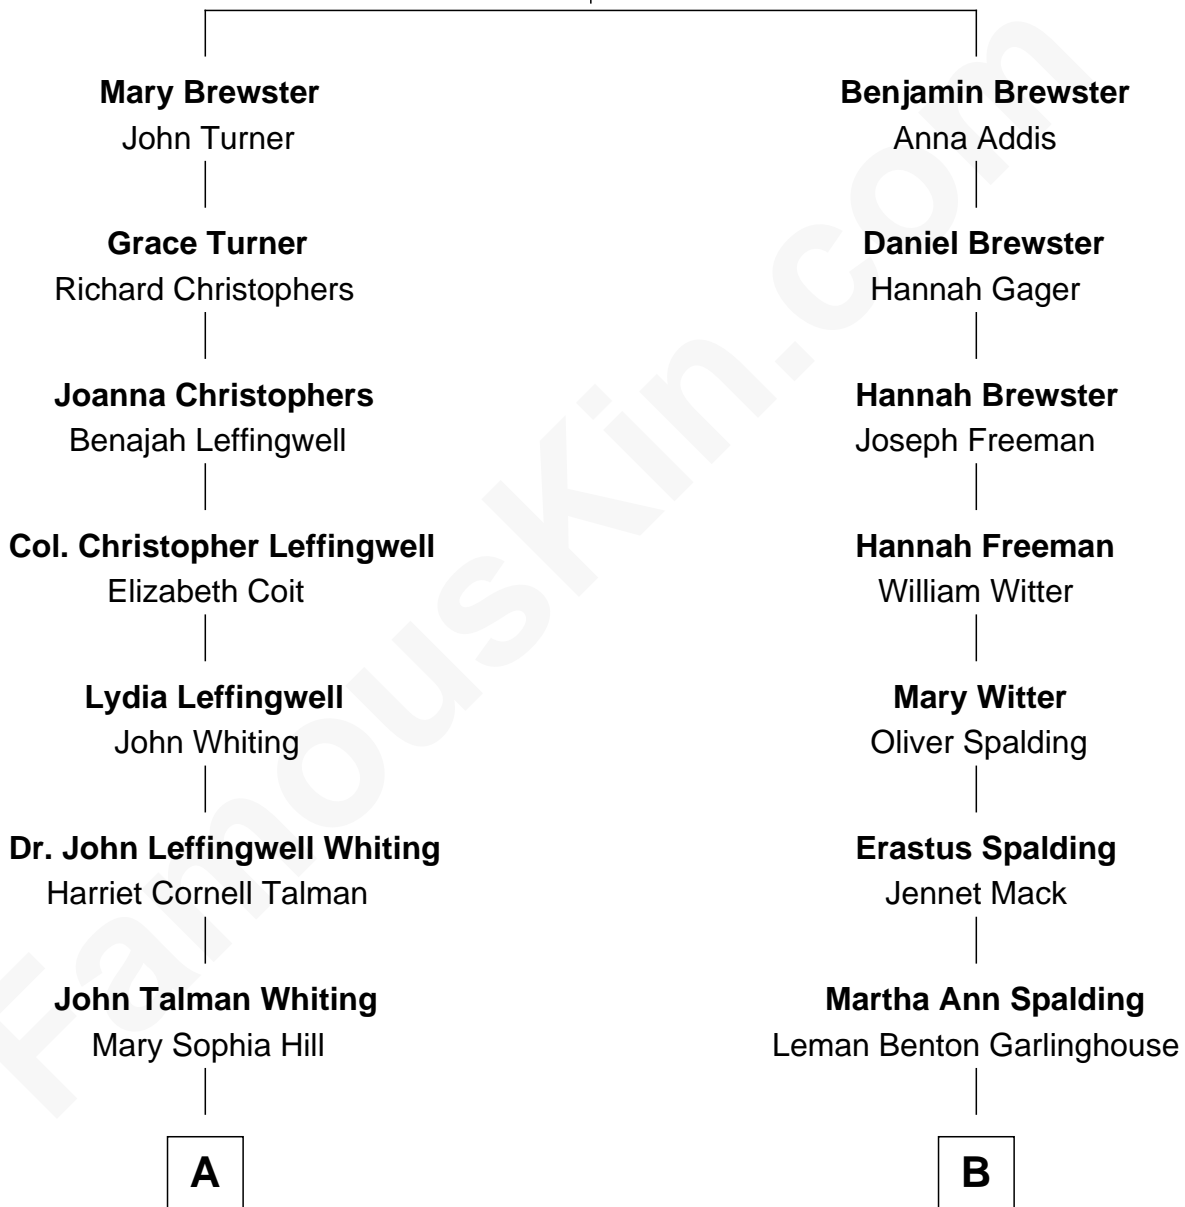 Mary Brewster
John Turner
Benjamin Brewster
Anna Addis
Grace Turner
Richard Christophers
Daniel Brewster
Hannah Gager
Joanna Christophers
Benajah Leffingwell
Hannah Brewster
Joseph Freeman
Col. Christopher Leffingwell
Elizabeth Coit
Hannah Freeman
William Witter
Lydia Leffingwell
John Whiting
Mary Witter
Oliver Spalding
Dr. John Leffingwell Whiting
Harriet Cornell Talman
Erastus Spalding
Jennet Mack
John Talman Whiting
Mary Sophia Hill
Martha Ann Spalding
Leman Benton Garlinghouse
A
B
FamousKin.com